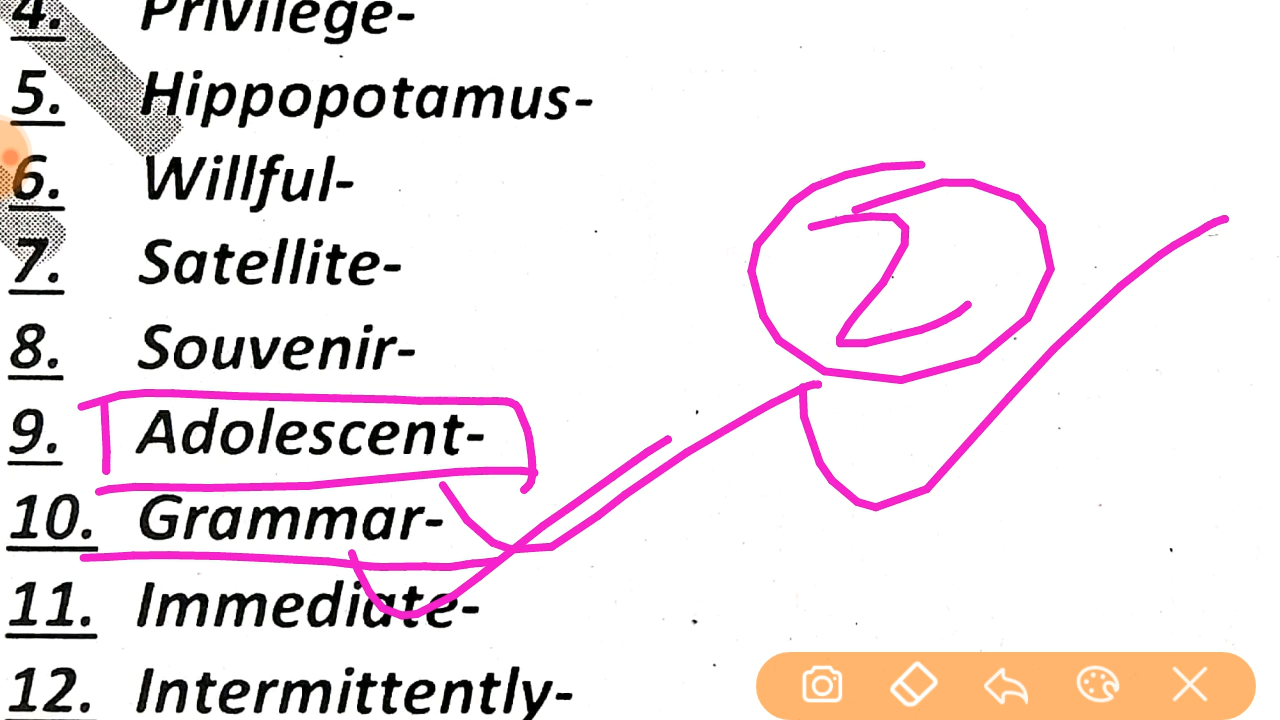 4. Privilege-
5. Hippopotamus-
6. Willful-
7. Satellite-
8. Souvenir-
9. Adolescent-
10. Grammar-
11. Immediate-
12. Intermittently-
2